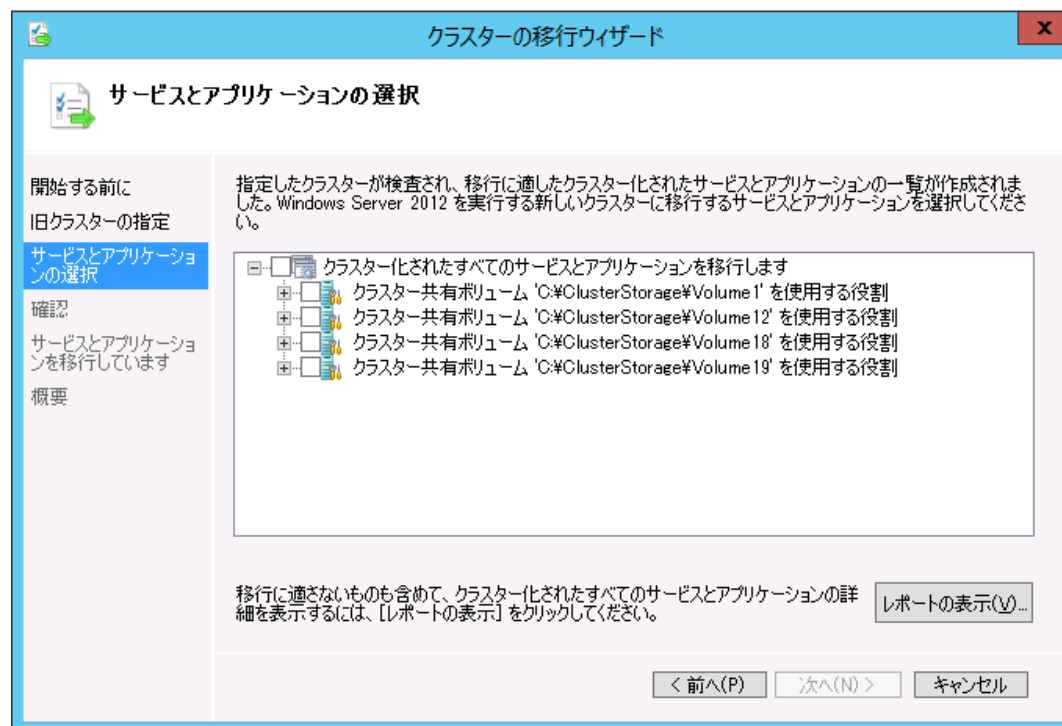 クラスターの移行ウィザード
x
サービスとアプリケーションの選択
開始する前に
旧クラスターの指定
サービスとアプリケーショ
ンの選択
確認
サービスとアプリケーショ
ンを移行しています
概要
指定したクラスターが検査され、移行に適したクラスター化されたサービスとアプリケーションの一覧が作成されま
した。Windows Server 2012 を実行する新しいクラスターに移行するサービスとアプリケーションを選択してくださ
い。
クラスター化されたすべてのサービスとアプリケーションを移行します
クラスター共有ボリューム 'C:¥ClusterStorage¥Volume1' を使用する役割
クラスター共有ボリューム 'C:¥ClusterStorage¥Volume12' を使用する役割
クラスター共有ボリューム 'C:¥ClusterStorage¥Volume18' を使用する役割
クラスター共有ボリューム 'C:¥ClusterStorage¥Volume19' を使用する役割
移行に適さないものも含めて、クラスター化されたすべてのサービスとアプリケーションの詳
細を表示するには、[レポートの表示] をクリックしてください。
レポートの表示(V)...
< 前へ(P)
次へ(N) >
キャンセル